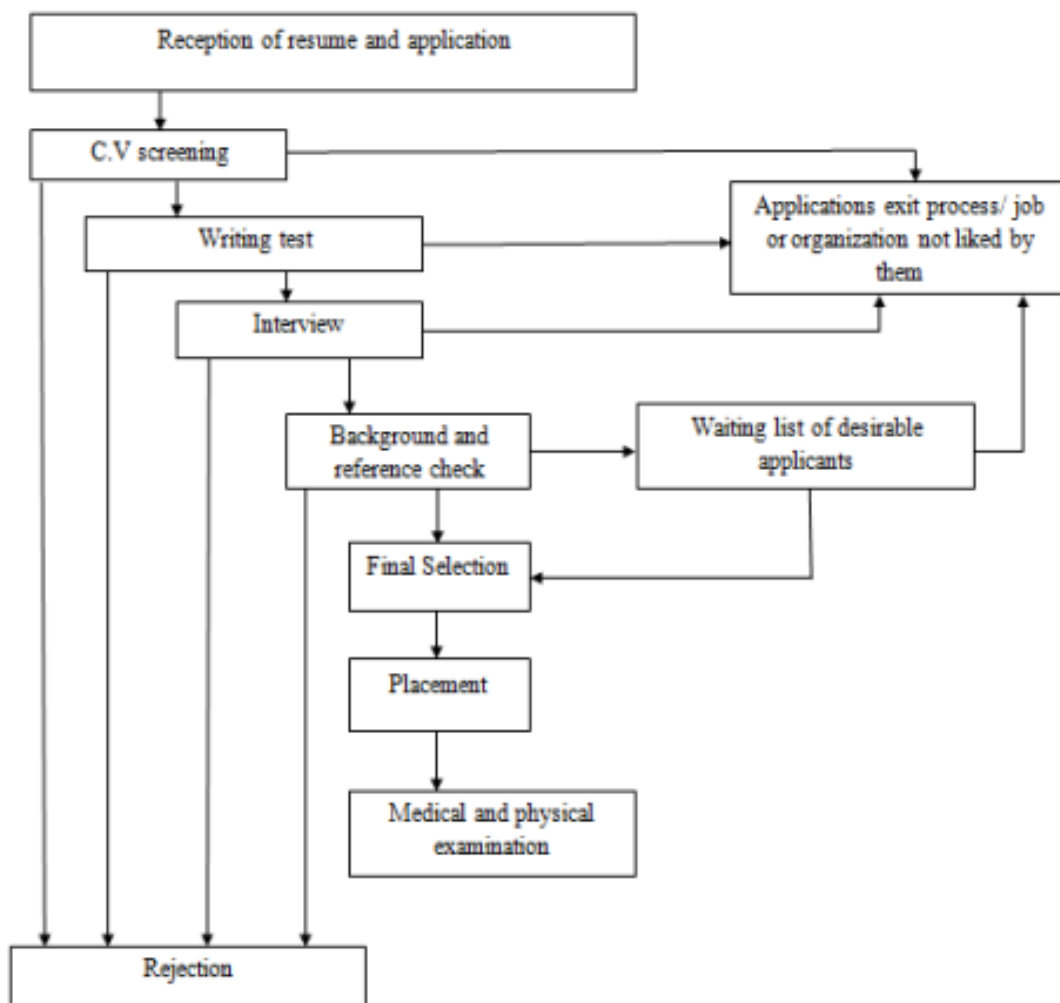 Reception of resume and application
C.V screening
Applications exit process/ job
or organization not liked by
them
Writing test
Interview
Background and
reference check
Waiting list of desirable
applicants
Final Selection
Placement
Medical and physical
examination
Rejection